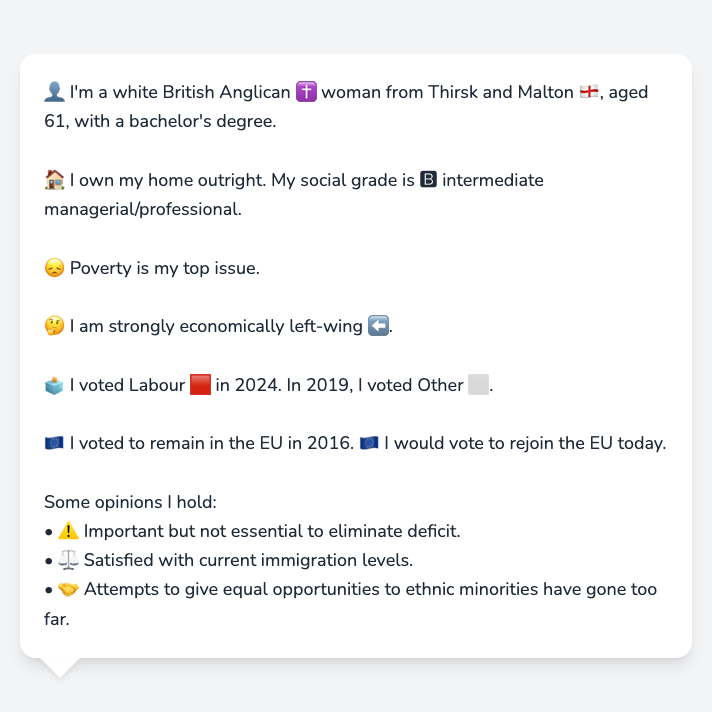 👤 I'm a white British Anglican ✝️ woman from Thirsk and Malton 🏴󠁧󠁢󠁥󠁮󠁧󠁿, aged
61, with a bachelor's degree.
🏠 I own my home outright. My social grade is 🅱 intermediate
managerial/professional.
😞 Poverty is my top issue.
🤔 I am strongly economically left-wing ⬅️.
🗳️ I voted Labour 🟥 in 2024. In 2019, I voted Other ⬜.
🇪🇺 I voted to remain in the EU in 2016. 🇪🇺 I would vote to rejoin the EU today.
Some opinions I hold:
• ⚠️ Important but not essential to eliminate deficit.
• ⚖️ Satisfied with current immigration levels.
• 🤝 Attempts to give equal opportunities to ethnic minorities have gone too
far.